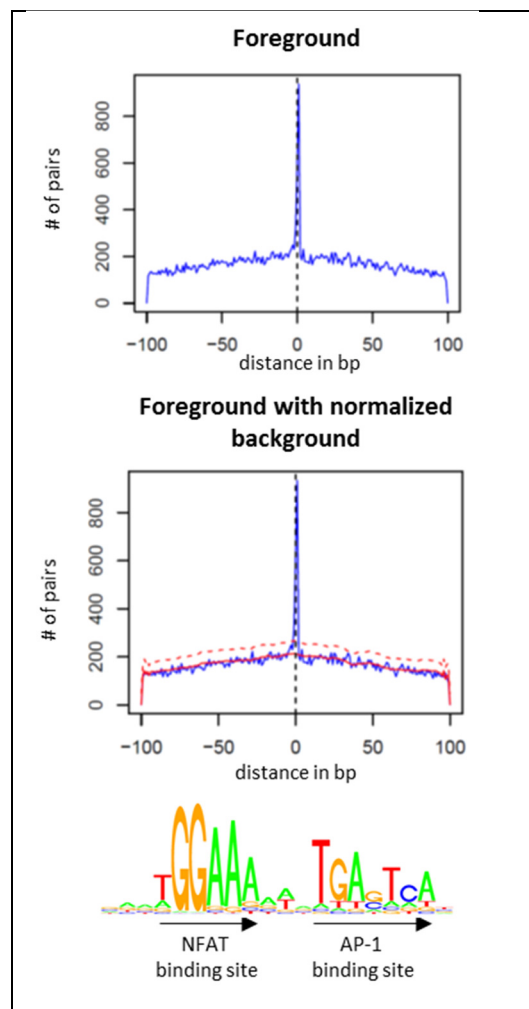 Foreground
# of pairs
800
600
400
200
0
−100 −50 0 50 100
distance in bp
Foreground with normalized
background
# of pairs
800
600
400
200
0
−100 −50 0 50 100
distance in bp
TGGAAA TGAGTCA
NFAT AP-1
binding site binding site